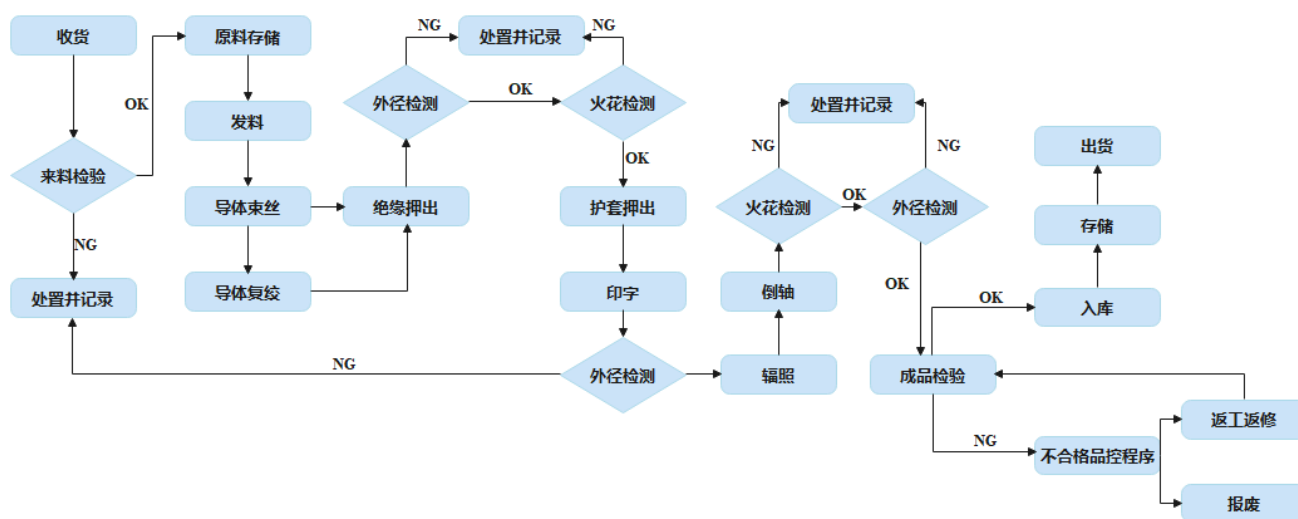 收货
OK
来料检验
NG
处置并记录
原料存储
发料
导体束丝
导体复绞
绝缘押出
外径检测
NG
处置并记录
NG
OK
火花检测
OK
护套押出
印字
外径检测
NG
辐照
倒轴
火花检测
NG
处置并记录
NG
OK
外径检测
OK
成品检验
OK
入库
存储
出货
NG
不合格品控程序
返工返修
报废